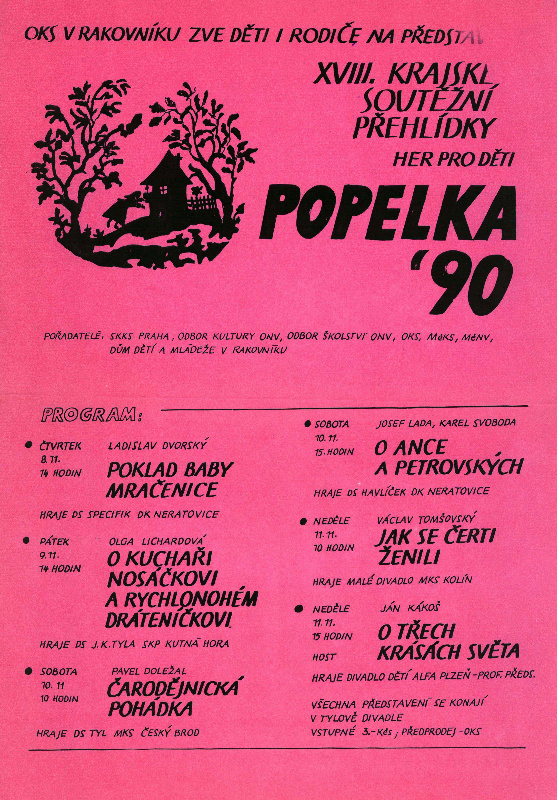 OKS V RAKOVNÍKU ZVE DĚTI I RODIČE NA PŘEDSTAV
XVIII. KRAJSKÉ
SOUTĚŽNÍ
PŘEHLÍDKY
HER PRO DĚTI
POPELKA
'90
POŘADATELÉ: SKKS PRAHA, ODBOR KULTURY ONV, ODBOR ŠKOLSTVÍ ONV, OKS, MěKS, MěNV,
DŮM DĚTÍ A MLÁDEŽE V RAKOVNÍKU
PROGRAM:
ČTVRTEK LADISLAV DVORSKÝ
8. 11.
14 HODIN
POKLAD BABY
MRAČENICE
HRAJE DS SPECIFIK DK NERATOVICE
PÁTEK OLGA LICHARDOVÁ
9. 11.
14 HODIN
O KUCHAŘI
NOSÁČKOVI
A RYCHLONOHÉM
DRÁTENÍČKOVI
HRAJE DS J.K.TYLA SKP KUTNÁ HORA
SOBOTA PAVEL DOLEŽAL
10. 11
10 HODIN
ČARODĚJNICKÁ
POHÁDKA
HRAJE DS TYL MKS ČESKÝ BROD
SOBOTA JOSEF LADA, KAREL SVOBODA
10. 11.
15. HODIN
O ANCE
A PETROVSKÝCH
HRAJE DS HAVLÍČEK DK NERATOVICE
NEDĚLE VÁCLAV TOMŠOVSKÝ
11. 11.
10 HODIN
JAK SE ČERTI
ŽENILI
HRAJE MALÉ DIVADLO MKS KOLÍN
NEDĚLE JÁN KÁKOŠ
11. 11.
15 HODIN
HOST
O TŘECH
KRÁSÁCH SVĚTA
HRAJE DIVADLO DĚTÍ ALFA PLZEŇ - PROF. PŘEDS.
VŠECHNA PŘEDSTAVENÍ SE KONAJÍ
V TYLOVĚ DIVADLE
VSTUPNÉ 3.- Kčs, PŘEDPRODEJ - OKS